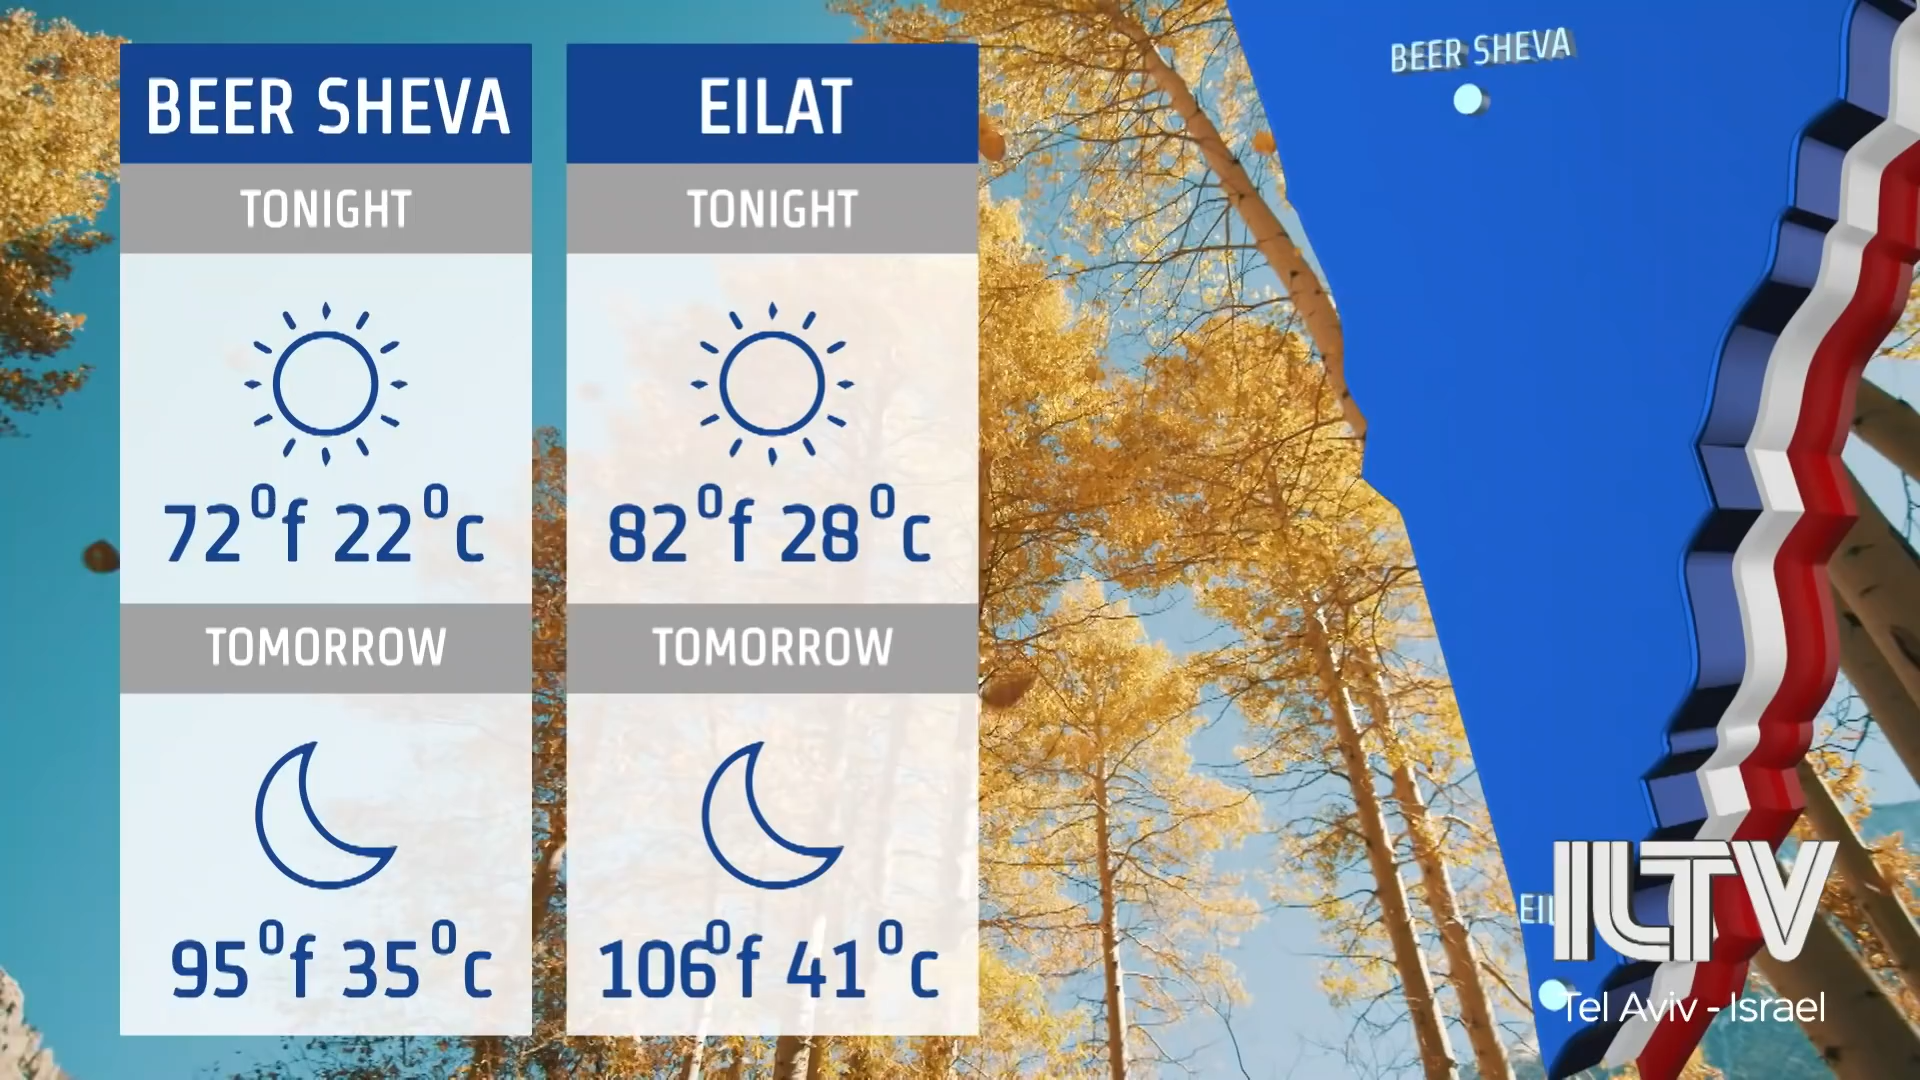 BEER SHEVA
TONIGHT
72°f 22°c
TOMORROW
95°f 35°c
EILAT
TONIGHT
82°f 28°c
TOMORROW
106°f 41°c
BEER SHEVA
ILTV
Tel Aviv - Israel